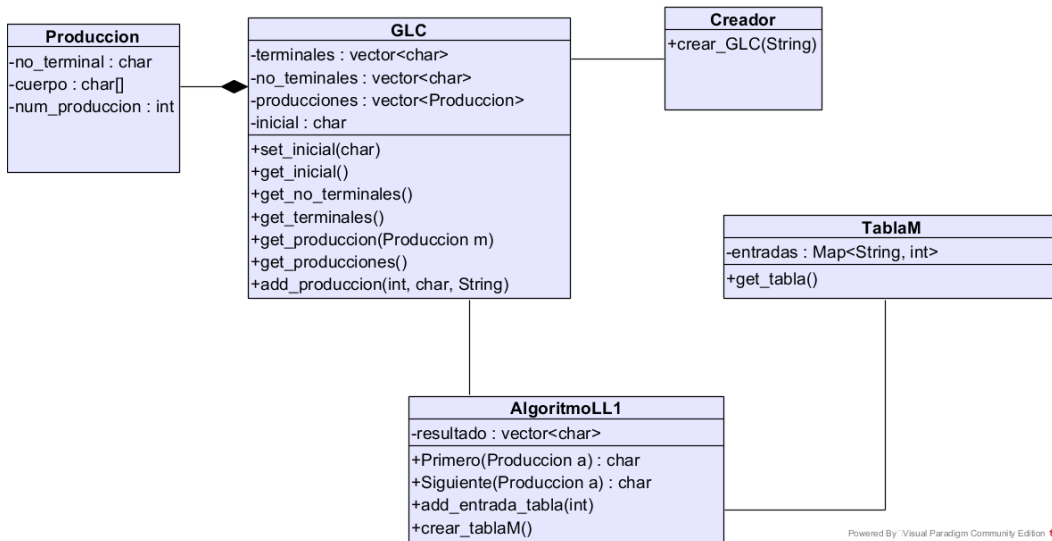 Produccion
-no_terminal : char
-cuerpo : char[]
-num_produccion : int
GLC
-terminales : vector<char>
-no_teminales : vector<char>
-producciones : vector<Produccion>
-inicial : char
+set_inicial(char)
+get_inicial()
+get_no_terminales()
+get_terminales()
+get_produccion(Produccion m)
+get_producciones()
+add_produccion(int, char, String)
Creador
+crear_GLC(String)
TablaM
-entradas : Map<String, int>
+get_tabla()
AlgoritmoLL1
-resultado : vector<char>
+Primero(Produccion a) : char
+Siguiente(Produccion a) : char
+add_entrada_tabla(int)
+crear_tablaM()
Powered By Visual Paradigm Community Edition